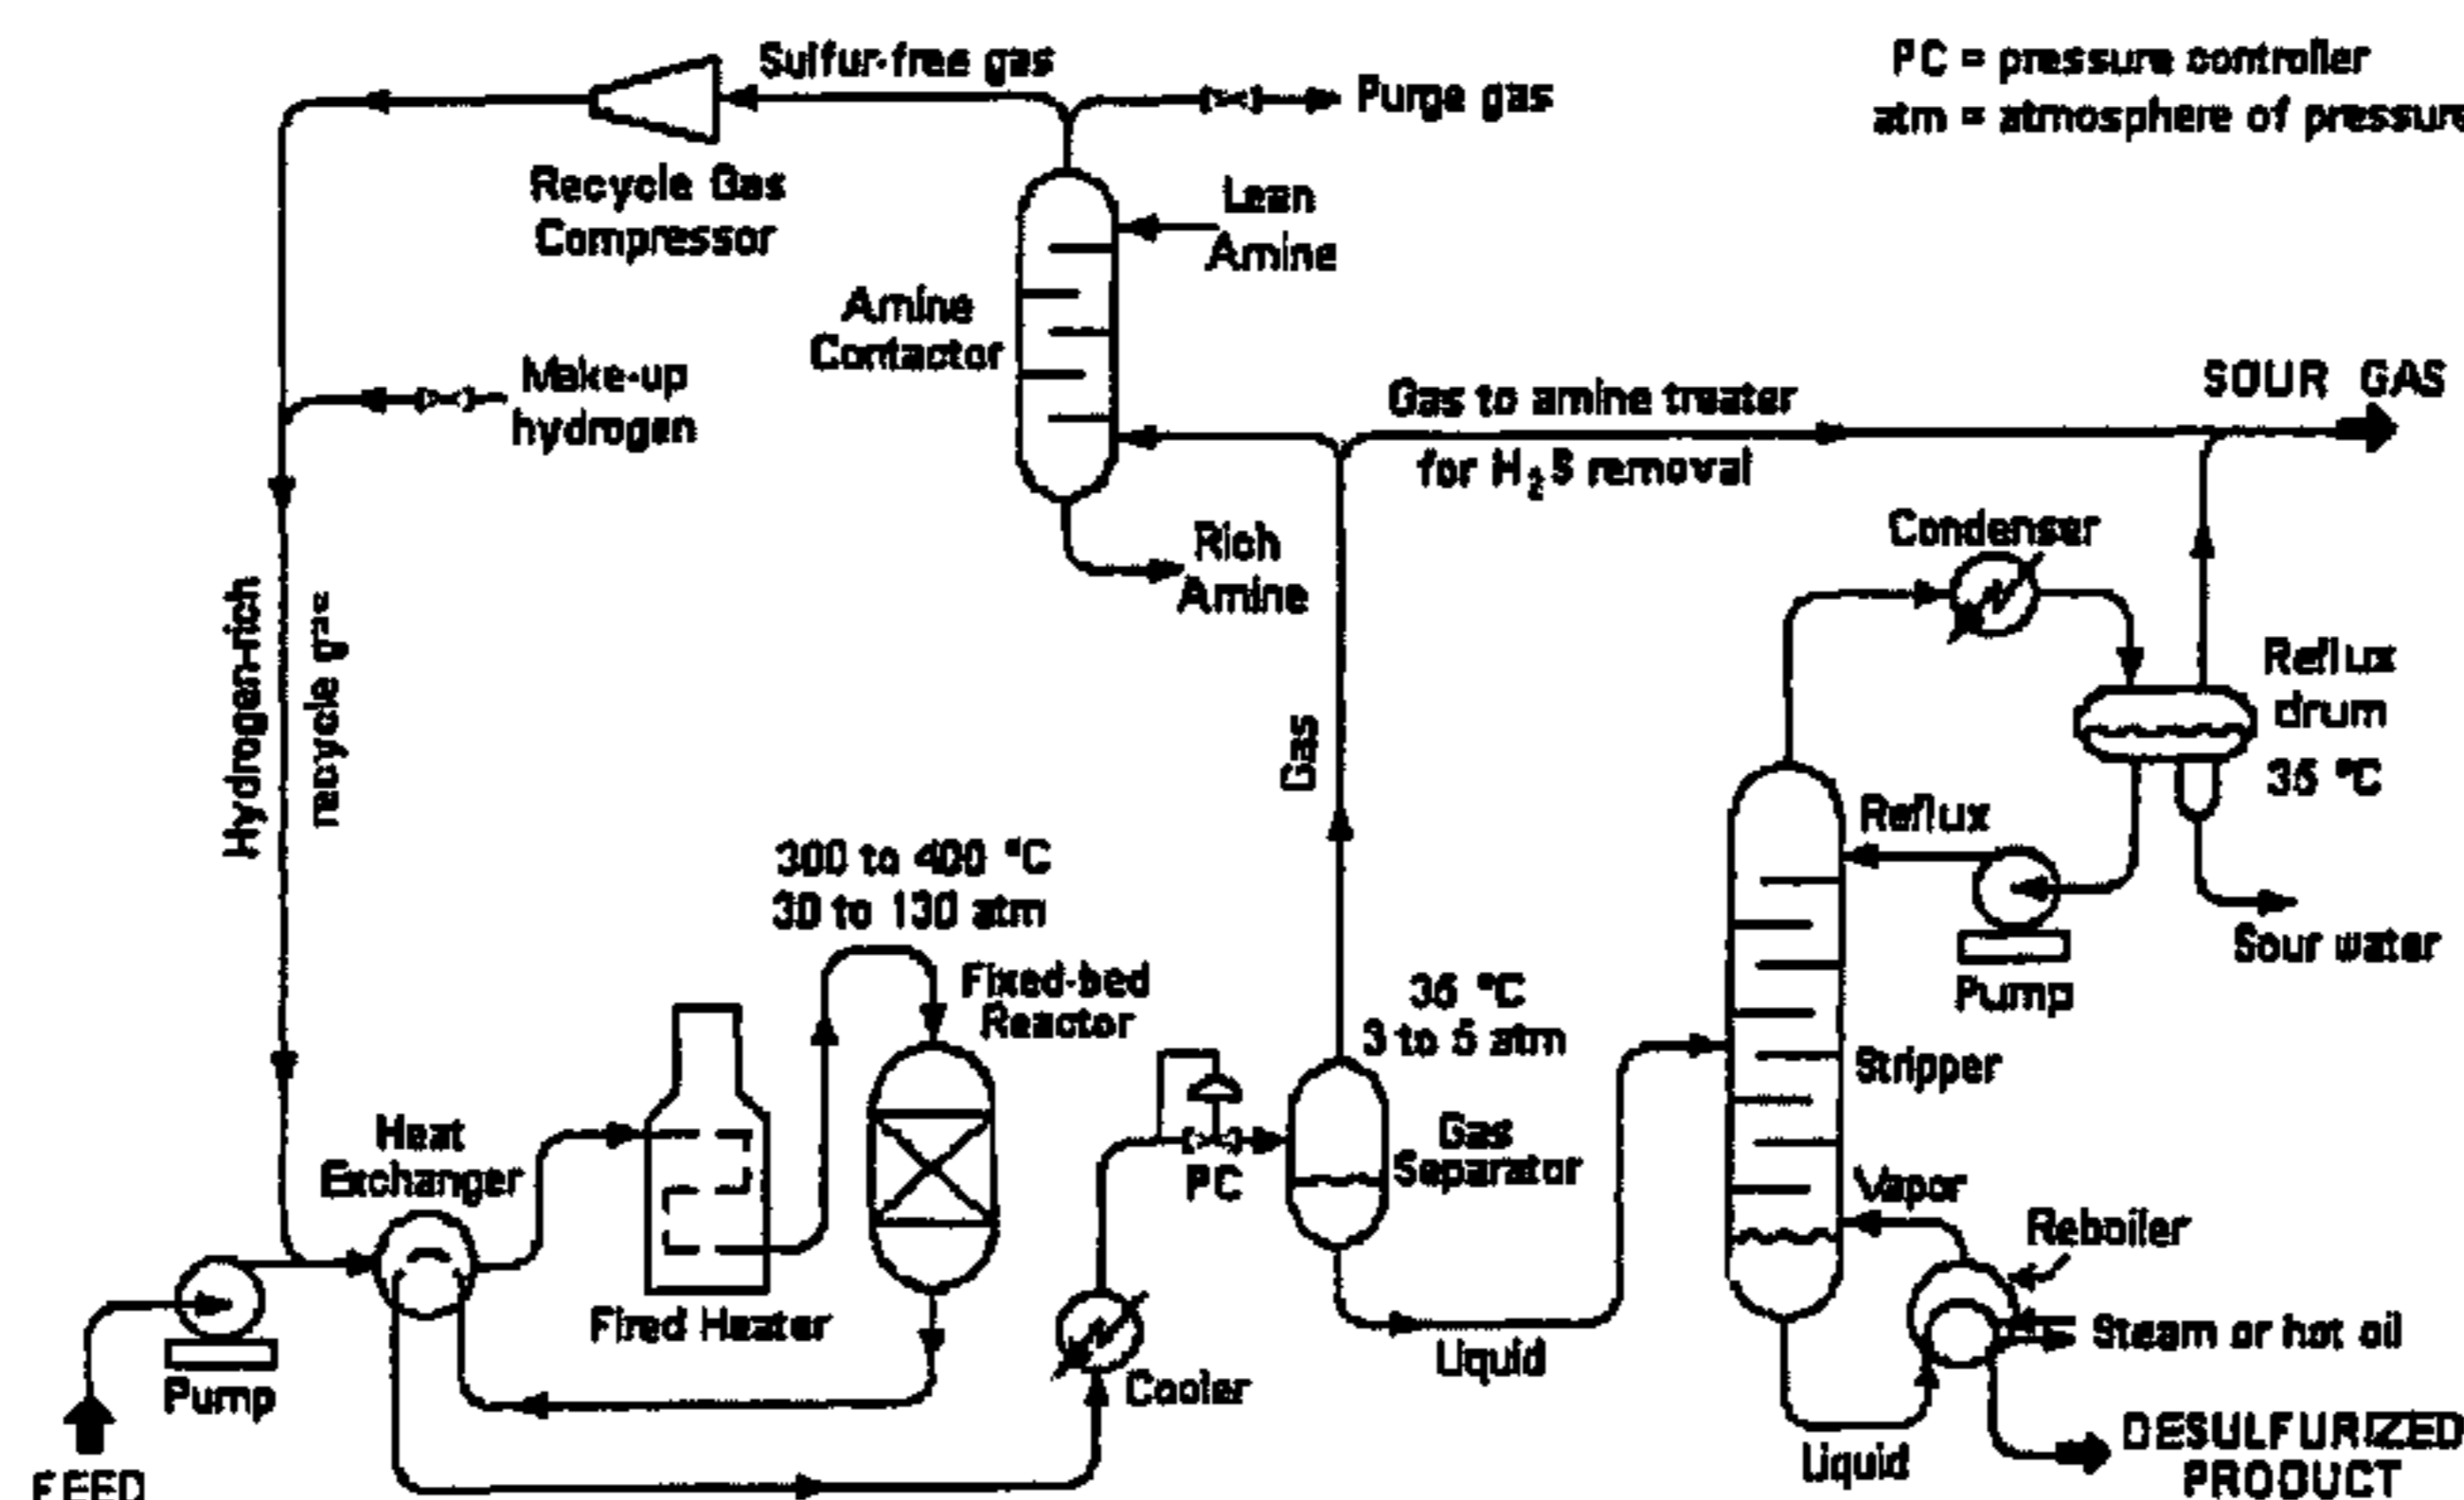 Sulfur-free gas
Purge gas
PC = pressure controller
atm = atmosphere of pressure
Recycle Gas
Compressor
Lean
Amine
Amine
Contactor
Make-up
hydrogen
Gas to amine treater
for H2S removal
SOUR GAS
Rich
Amine
Condenser
Hydrogen-rich
recycle gas
Gas
Reflux
drum
35 °C
Reflux
Pump
Sour water
300 to 400 °C
30 to 130 atm
Fixed-bed
Reactor
35 °C
3 to 5 atm
Stripper
Heat
Exchanger
PC
Gas
Separator
Vapor
Reboiler
Pump
Fired Heater
Cooler
Liquid
Steam or hot oil
Liquid
DESULFURIZED
PRODUCT
FEED